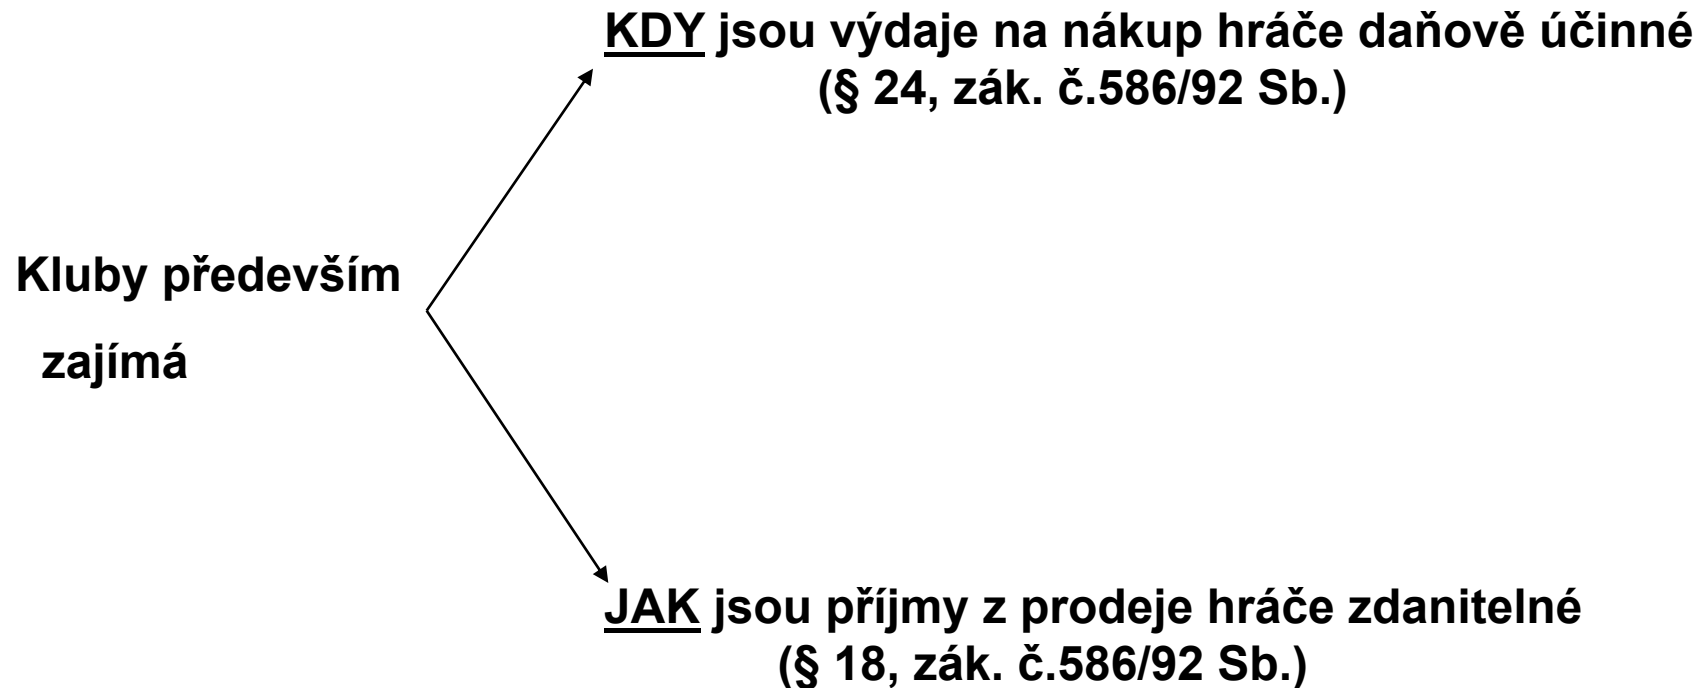 KDY jsou výdaje na nákup hráče daňově účinné
(§ 24, zák. č.586/92 Sb.)
Kluby především
zajímá
JAK jsou příjmy z prodeje hráče zdanitelné
(§ 18, zák. č.586/92 Sb.)